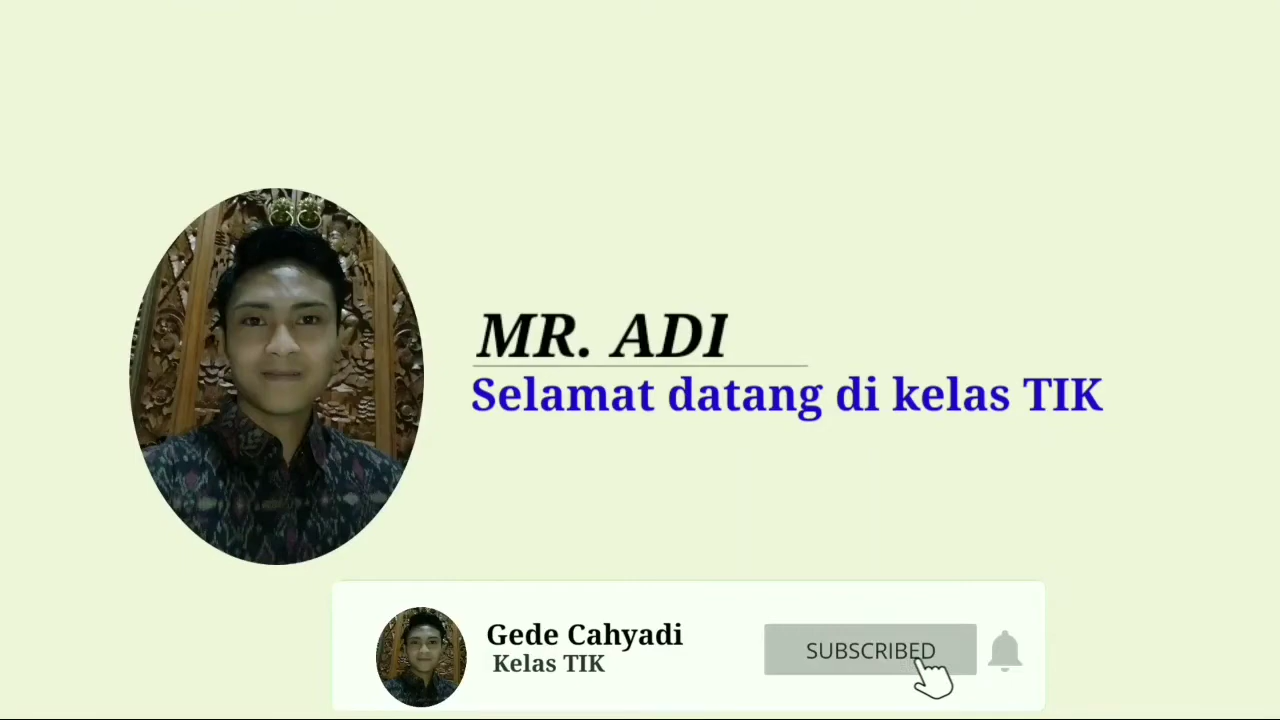 MR. ADI
Selamat datang di kelas TIK
Gede Cahyadi
Kelas TIK
SUBSCRIBED